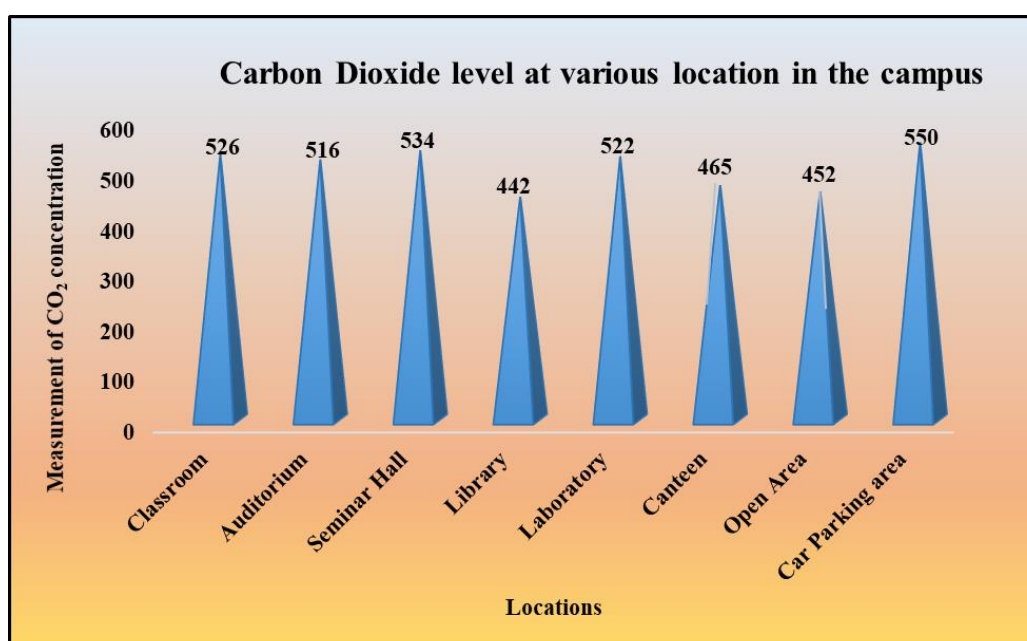 Carbon Dioxide level at various location in the campus
Measurement of CO₂ concentration
600
500
400
300
200
100
0
526
516
534
442
522
465
452
550
Classroom
Auditorium
Seminar Hall
Library
Laboratory
Canteen
Open Area
Car Parking area
Locations